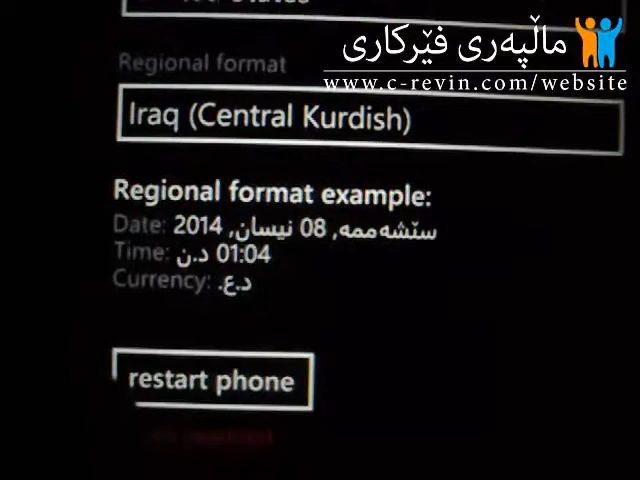 States
ماڵپەری فێرکاری
Regional format
www.c-revin.com/website
Iraq (Central Kurdish)
Regional format example:
Date: سێشەممە, 08 نیسان, 2014
Time: 01:04 د.ن
Currency: د.ع.
restart phone